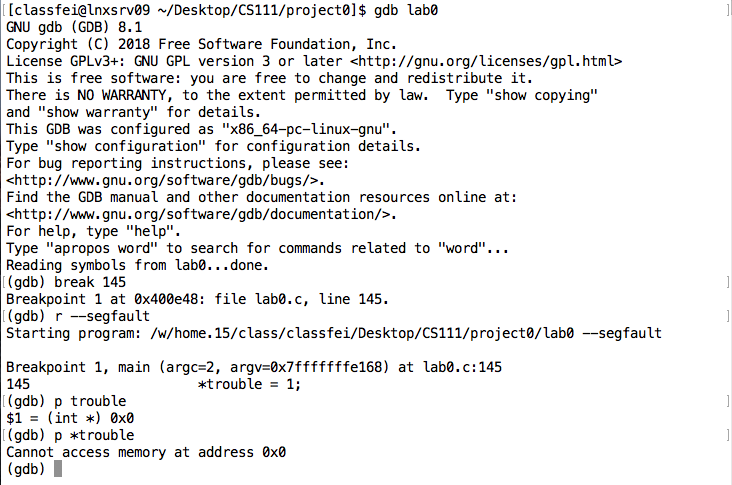 [classfei@lnxsrv09 ~/Desktop/CS111/project0]$ gdb lab0
GNU gdb (GDB) 8.1
Copyright (C) 2018 Free Software Foundation, Inc.
License GPLv3+: GNU GPL version 3 or later <http://gnu.org/licenses/gpl.html>
This is free software: you are free to change and redistribute it.
There is NO WARRANTY, to the extent permitted by law.  Type "show copying"
and "show warranty" for details.
This GDB was configured as "x86_64-pc-linux-gnu".
Type "show configuration" for configuration details.
For bug reporting instructions, please see:
<http://www.gnu.org/software/gdb/bugs/>.
Find the GDB manual and other documentation resources online at:
<http://www.gnu.org/software/gdb/documentation/>.
For help, type "help".
Type "apropos word" to search for commands related to "word"...
Reading symbols from lab0...done.
(gdb) break 145
Breakpoint 1 at 0x400e48: file lab0.c, line 145.
(gdb) r --segfault
Starting program: /w/home.15/class/classfei/Desktop/CS111/project0/lab0 --segfault

Breakpoint 1, main (argc=2, argv=0x7fffffffe168) at lab0.c:145
145                    *trouble = 1;
(gdb) p trouble
$1 = (int *) 0x0
(gdb) p *trouble
Cannot access memory at address 0x0
(gdb)